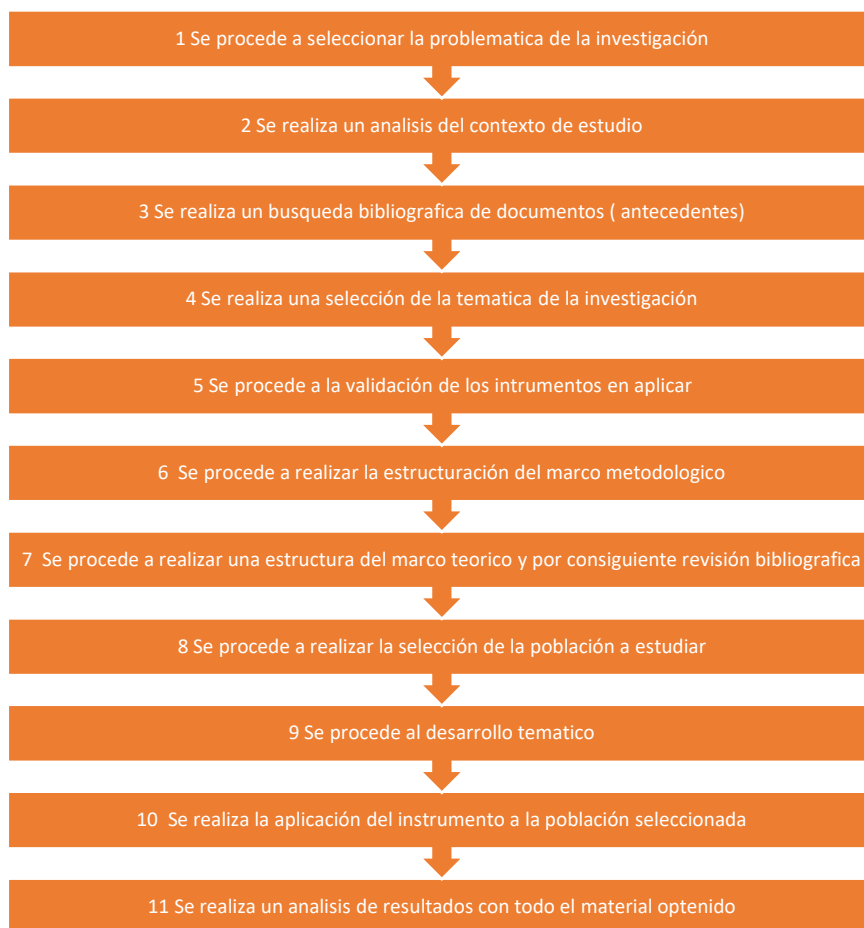 1 Se procede a seleccionar la problematica de la investigación
2 Se realiza un analisis del contexto de estudio
3 Se realiza un busqueda bibliografica de documentos ( antecedentes)
4 Se realiza una selección de la tematica de la investigación
5 Se procede a la validación de los intrumentos en aplicar
6 Se procede a realizar la estructuración del marco metodologico
7 Se procede a realizar una estructura del marco teorico y por consiguiente revisión bibliografica
8 Se procede a realizar la selección de la población a estudiar
9 Se procede al desarrollo tematico
10 Se realiza la aplicación del instrumento a la población seleccionada
11 Se realiza un analisis de resultados con todo el material optenido